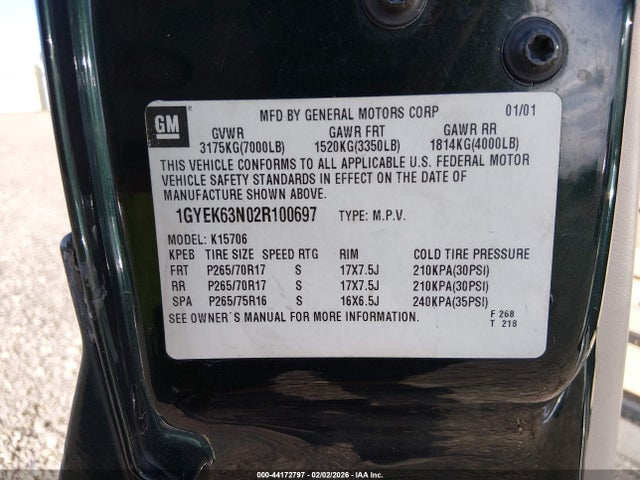 GM
MFD BY GENERAL MOTORS CORP 01/01
GVWR GAWR FRT GAWR RR
3175KG(7000LB) 1520KG(3350LB) 1814KG(4000LB)
THIS VEHICLE CONFORMS TO ALL APPLICABLE U.S. FEDERAL MOTOR
VEHICLE SAFETY STANDARDS IN EFFECT ON THE DATE OF
MANUFACTURE SHOWN ABOVE.
1GYEK63N02R100697 TYPE: M.P.V.
MODEL: K15706
KPEB TIRE SIZE SPEED RTG RIM COLD TIRE PRESSURE
FRT P265/70R17 S 17X7.5J 210KPA(30PSI)
RR P265/70R17 S 17X7.5J 210KPA(30PSI)
SPA P265/75R16 S 16X6.5J 240KPA(35PSI)
SEE OWNER´S MANUAL FOR MORE INFORMATION.
F 268
T 218
000-44172797 - 02/02/2026 - IAA Inc.